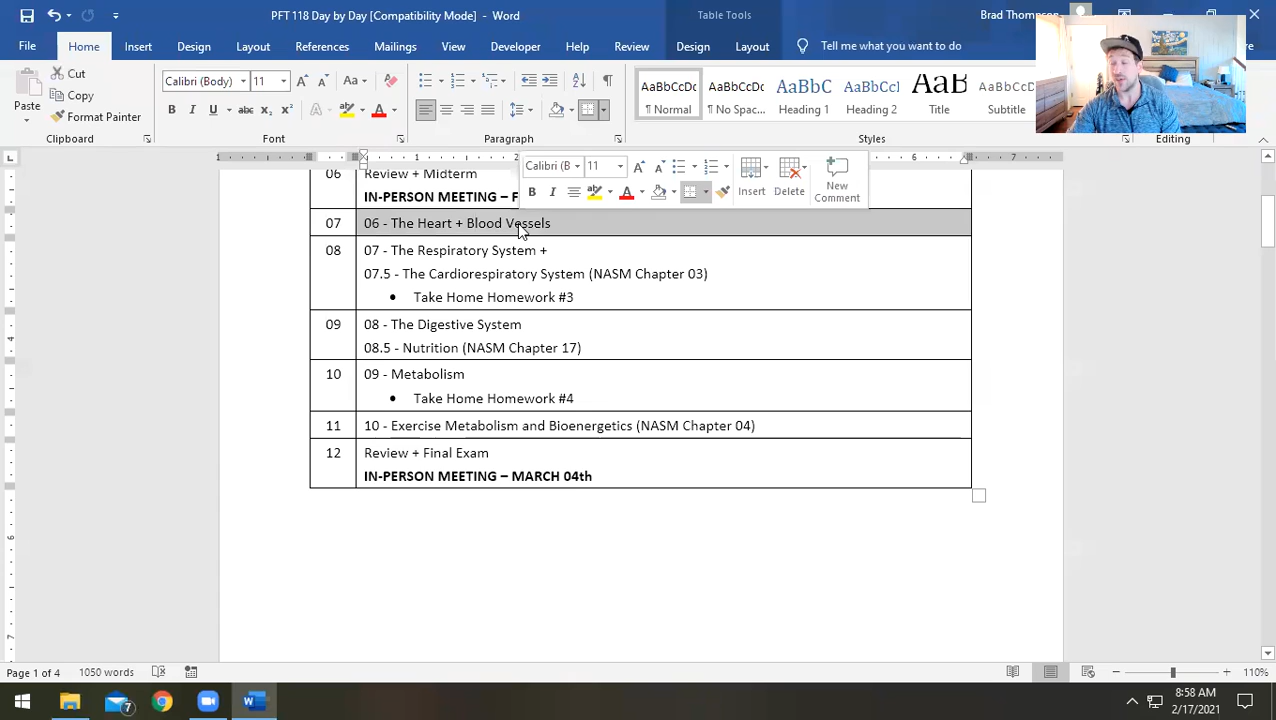 PFT 118 Day by Day [Compatibility Mode] - Word
Table Tools
Brad Thompson
File
Home
Insert
Design
Layout
References
Mailings
View
Developer
Help
Review
Design
Layout
Tell me what you want to do
Cut
Copy
Paste
Format Painter
Calibri (Body)
11
AaBbCcDc
¶ Normal
AaBbCcDc
¶ No Spac...
AaBbC
Heading 1
AaBbCc
Heading 2
AaB
Title
AaBbC
Subtitle
Clipboard
Font
Paragraph
Styles
Editing
Calibri (B
11
Insert
Delete
New
Comment
06
Review + Midterm
IN-PERSON MEETING – F
07
06 - The Heart + Blood Vessels
08
07 - The Respiratory System +
07.5 - The Cardiorespiratory System (NASM Chapter 03)
• Take Home Homework #3
09
08 - The Digestive System
08.5 - Nutrition (NASM Chapter 17)
10
09 - Metabolism
• Take Home Homework #4
11
10 - Exercise Metabolism and Bioenergetics (NASM Chapter 04)
12
Review + Final Exam
IN-PERSON MEETING – MARCH 04th
Page 1 of 4
1050 words
110%
7
8:58 AM
2/17/2021